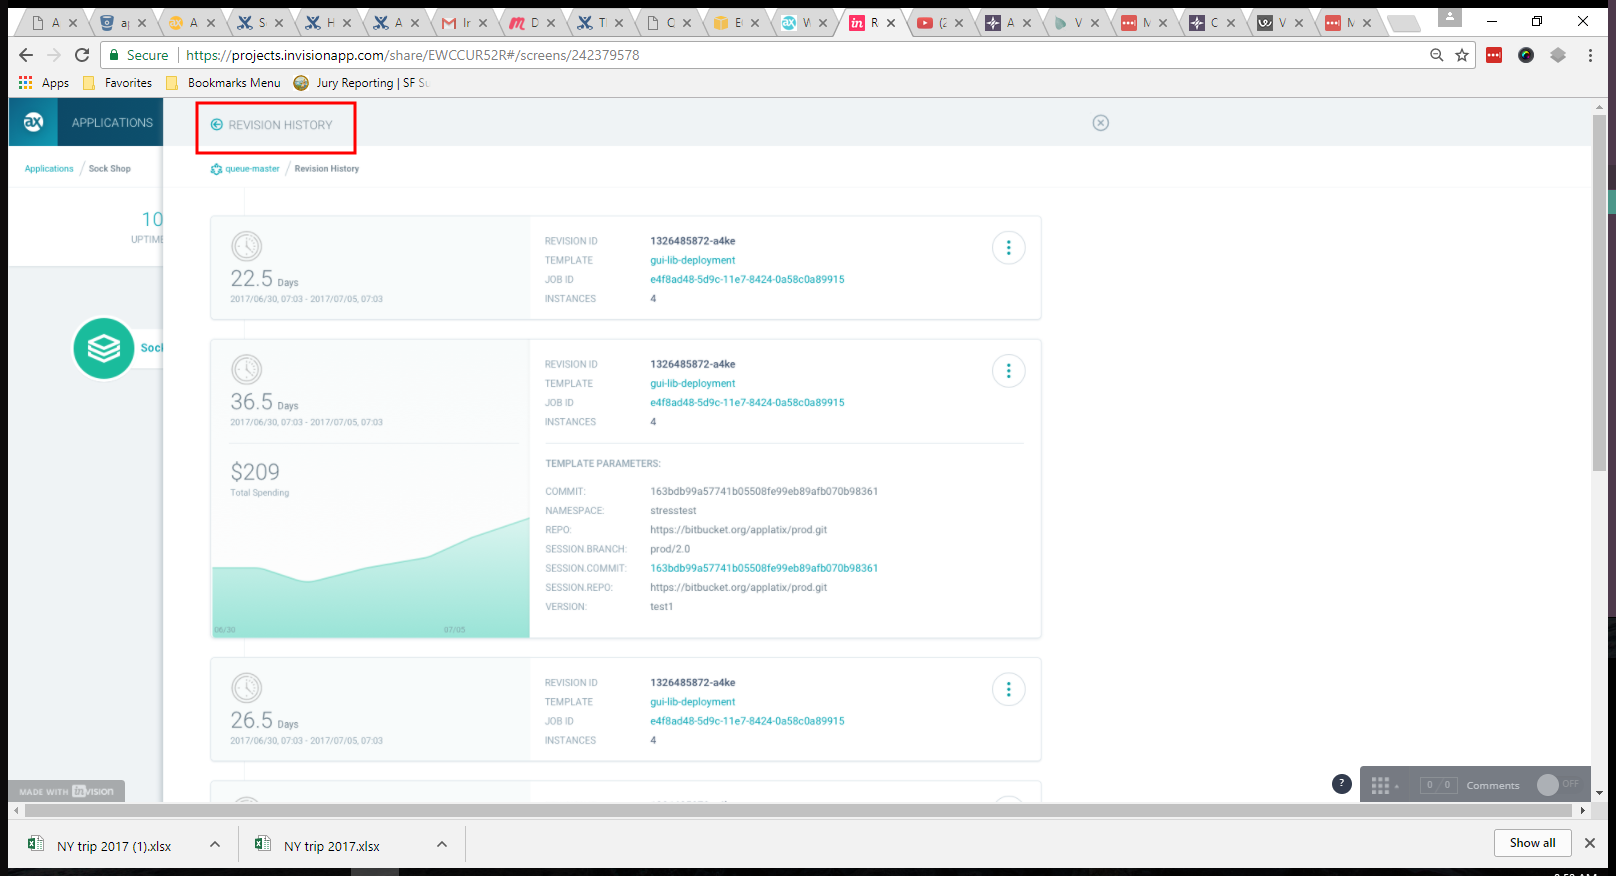 A
ap
A
S
H
A
In
D
T
C
E
W
R
(2
A
V
M
C
V
M
Secure
https://projects.invisionapp.com/share/EWCCUR52R#/screens/242379578
Apps Favorites Bookmarks Menu Jury Reporting | SF Su
ax APPLICATIONS
REVISION HISTORY
Applications / Sock Shop
queue-master / Revision History
10
UPTIME
Sock
22.5 Days
2017/06/30, 07:03 - 2017/07/05, 07:03
REVISION ID 1326485872-a4ke
TEMPLATE gui-lib-deployment
JOB ID e4f8ad48-5d9c-11e7-8424-0a58c0a89915
INSTANCES 4
36.5 Days
2017/06/30, 07:03 - 2017/07/05, 07:03
REVISION ID 1326485872-a4ke
TEMPLATE gui-lib-deployment
JOB ID e4f8ad48-5d9c-11e7-8424-0a58c0a89915
INSTANCES 4
$209
Total Spending
06/30 07/05
TEMPLATE PARAMETERS:
COMMIT: 163bdb99a57741b05508fe99eb89afb070b98361
NAMESPACE: stresstest
REPO: https://bitbucket.org/applatix/prod.git
SESSION.BRANCH: prod/2.0
SESSION.COMMIT: 163bdb99a57741b05508fe99eb89afb070b98361
SESSION.REPO: https://bitbucket.org/applatix/prod.git
VERSION: test1
26.5 Days
2017/06/30, 07:03 - 2017/07/05, 07:03
REVISION ID 1326485872-a4ke
TEMPLATE gui-lib-deployment
JOB ID e4f8ad48-5d9c-11e7-8424-0a58c0a89915
INSTANCES 4
MADE WITH invision
? 0 / 0 Comments OFF
NY trip 2017 (1).xlsx NY trip 2017.xlsx Show all